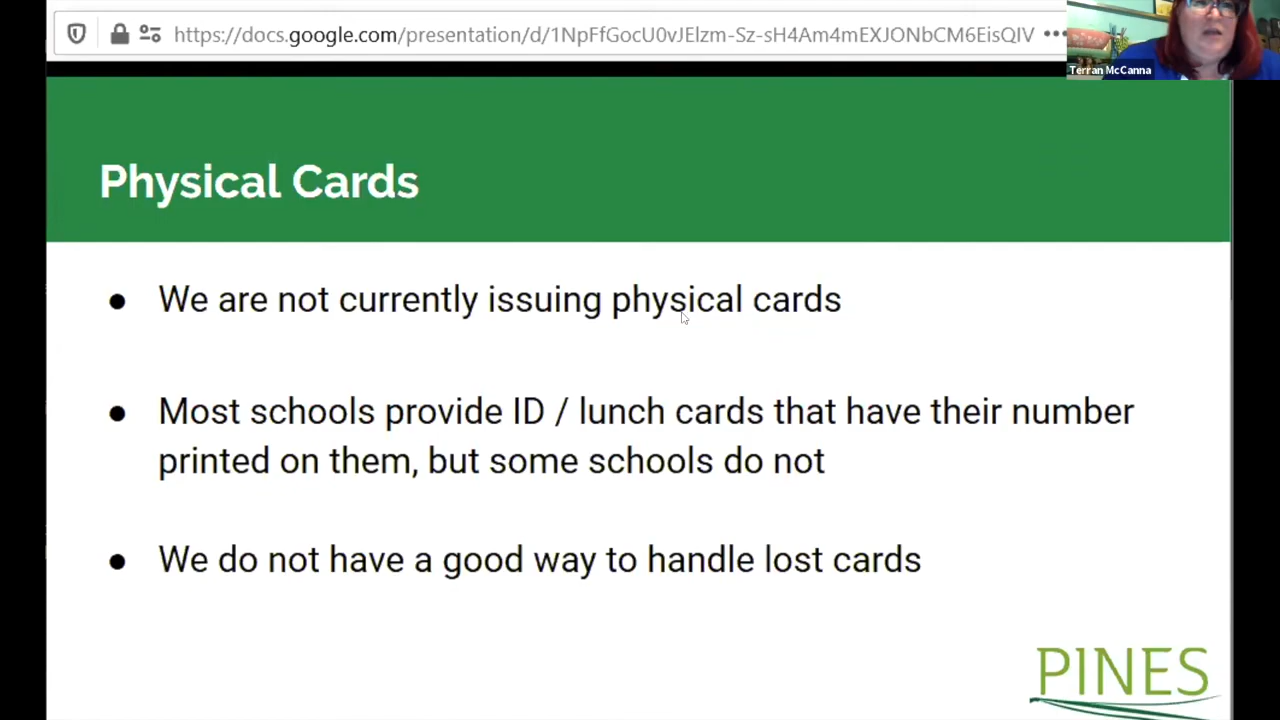 https://docs.google.com/presentation/d/1NpFfGocU0vJElzm-Sz-sH4Am4mEXJONbCM6EisQIV
Terran McCanna
Physical Cards
● We are not currently issuing physical cards
● Most schools provide ID / lunch cards that have their number
printed on them, but some schools do not
● We do not have a good way to handle lost cards
PINES